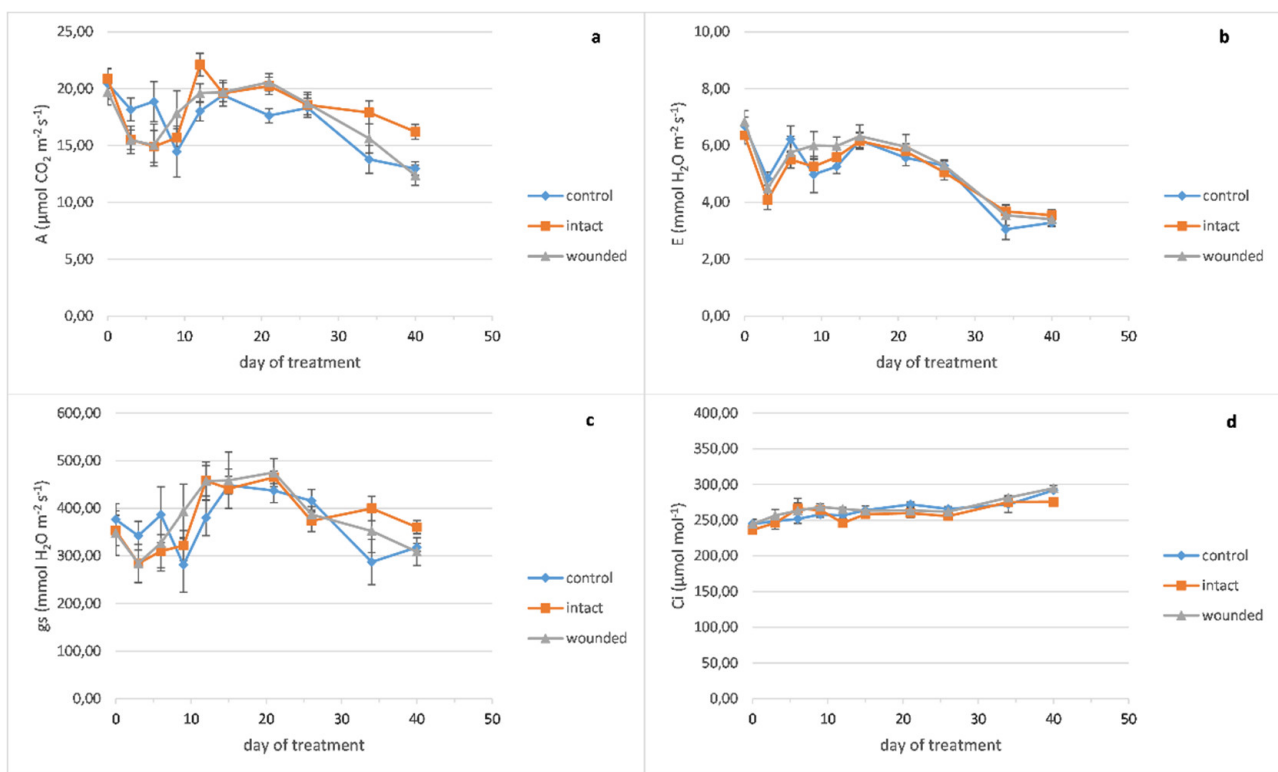 a
25,00
20,00
15,00
10,00
5,00
0,00
A (µmol CO₂ m⁻² s⁻¹)
0 10 20 30 40 50
day of treatment
control
intact
wounded
b
10,00
8,00
6,00
4,00
2,00
0,00
E (mmol H₂O m⁻² s⁻¹)
0 10 20 30 40 50
day of treatment
control
intact
wounded
c
600,00
500,00
400,00
300,00
200,00
100,00
0,00
gs (mmol H₂O m⁻² s⁻¹)
0 10 20 30 40 50
day of treatment
control
intact
wounded
d
400,00
350,00
300,00
250,00
200,00
150,00
100,00
50,00
0,00
Ci (µmol mol⁻¹)
0 10 20 30 40 50
day of treatment
control
intact
wounded